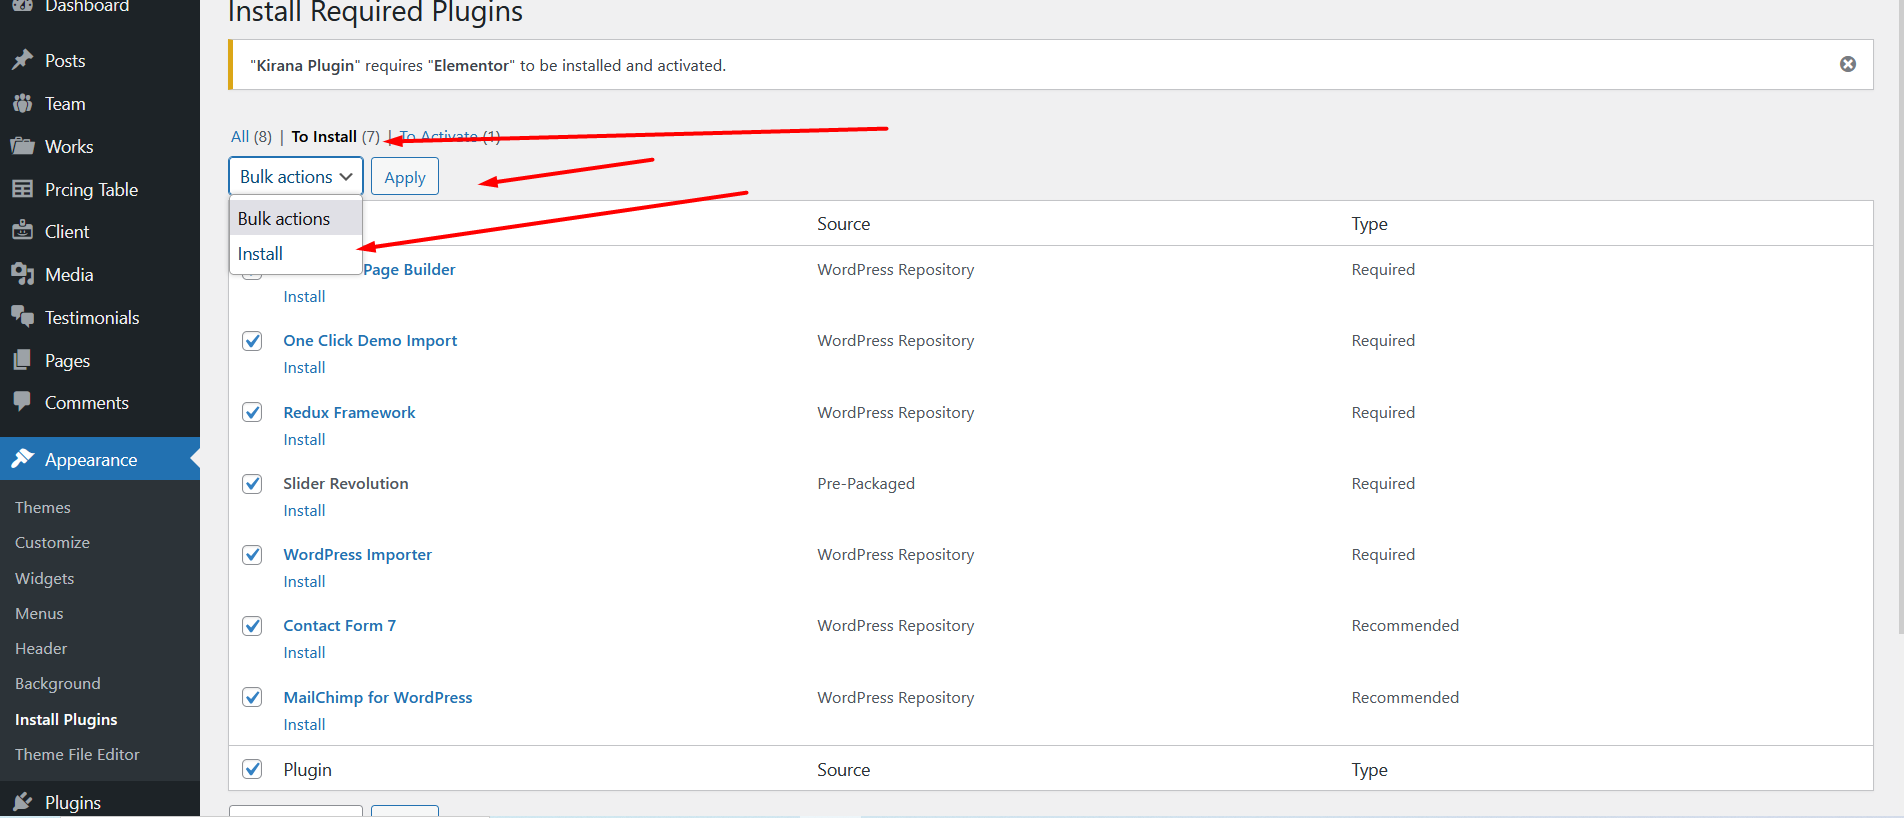 Dashboard
Posts
Team
Works
Prcing Table
Client
Media
Testimonials
Pages
Comments
Appearance
Themes
Customize
Widgets
Menus
Header
Background
Install Plugins
Theme File Editor
Plugins
Install Required Plugins
"Kirana Plugin" requires "Elementor" to be installed and activated.
All (8) | To Install (7) | To Activate (1)
Bulk actions Apply
Bulk actions
Install
Source Type
Page Builder WordPress Repository Required
Install
One Click Demo Import WordPress Repository Required
Install
Redux Framework WordPress Repository Required
Install
Slider Revolution Pre-Packaged Required
Install
WordPress Importer WordPress Repository Required
Install
Contact Form 7 WordPress Repository Recommended
Install
MailChimp for WordPress WordPress Repository Recommended
Install
Plugin Source Type